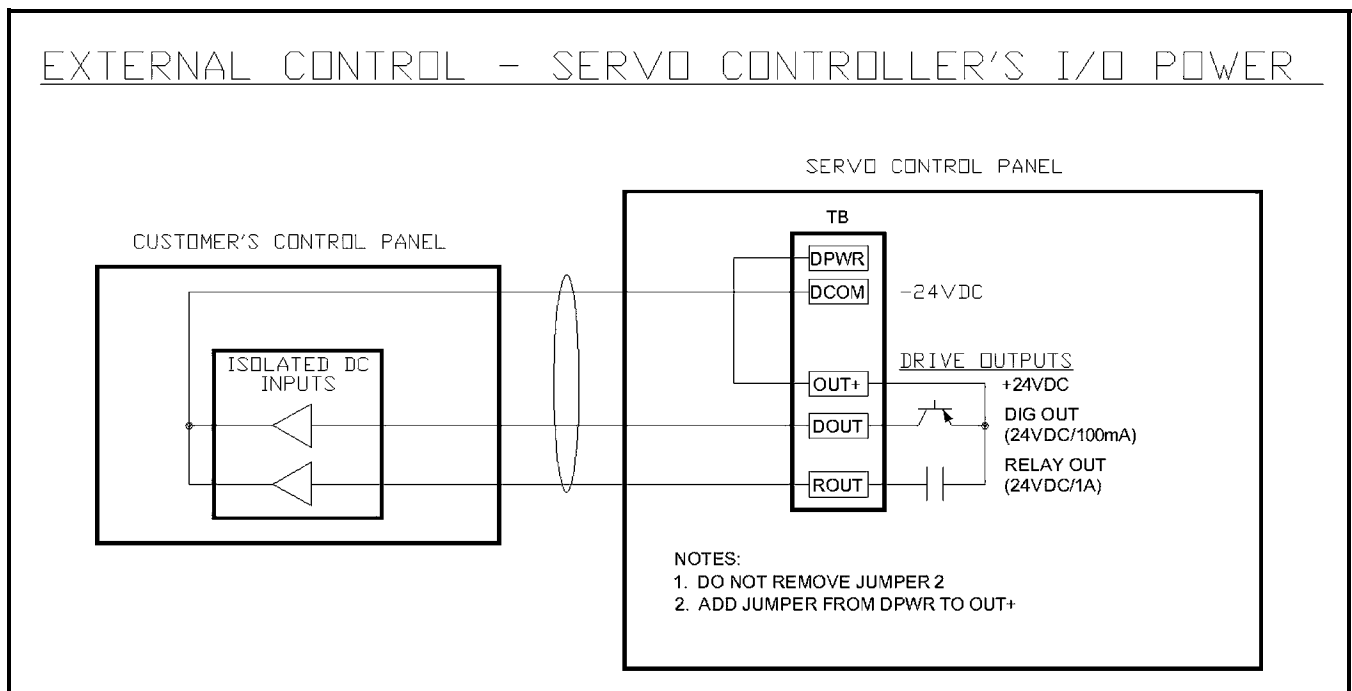 EXTERNAL CONTROL - SERVO CONTROLLER'S I/O POWER
SERVO CONTROL PANEL
TB
CUSTOMER'S CONTROL PANEL
DPWR
DCOM
-24VDC
ISOLATED DC
INPUTS
DRIVE OUTPUTS
OUT+
+24VDC
DOUT
DIG OUT
(24VDC/100mA)
ROUT
RELAY OUT
(24VDC/1A)
NOTES:
1. DO NOT REMOVE JUMPER 2
2. ADD JUMPER FROM DPWR TO OUT+